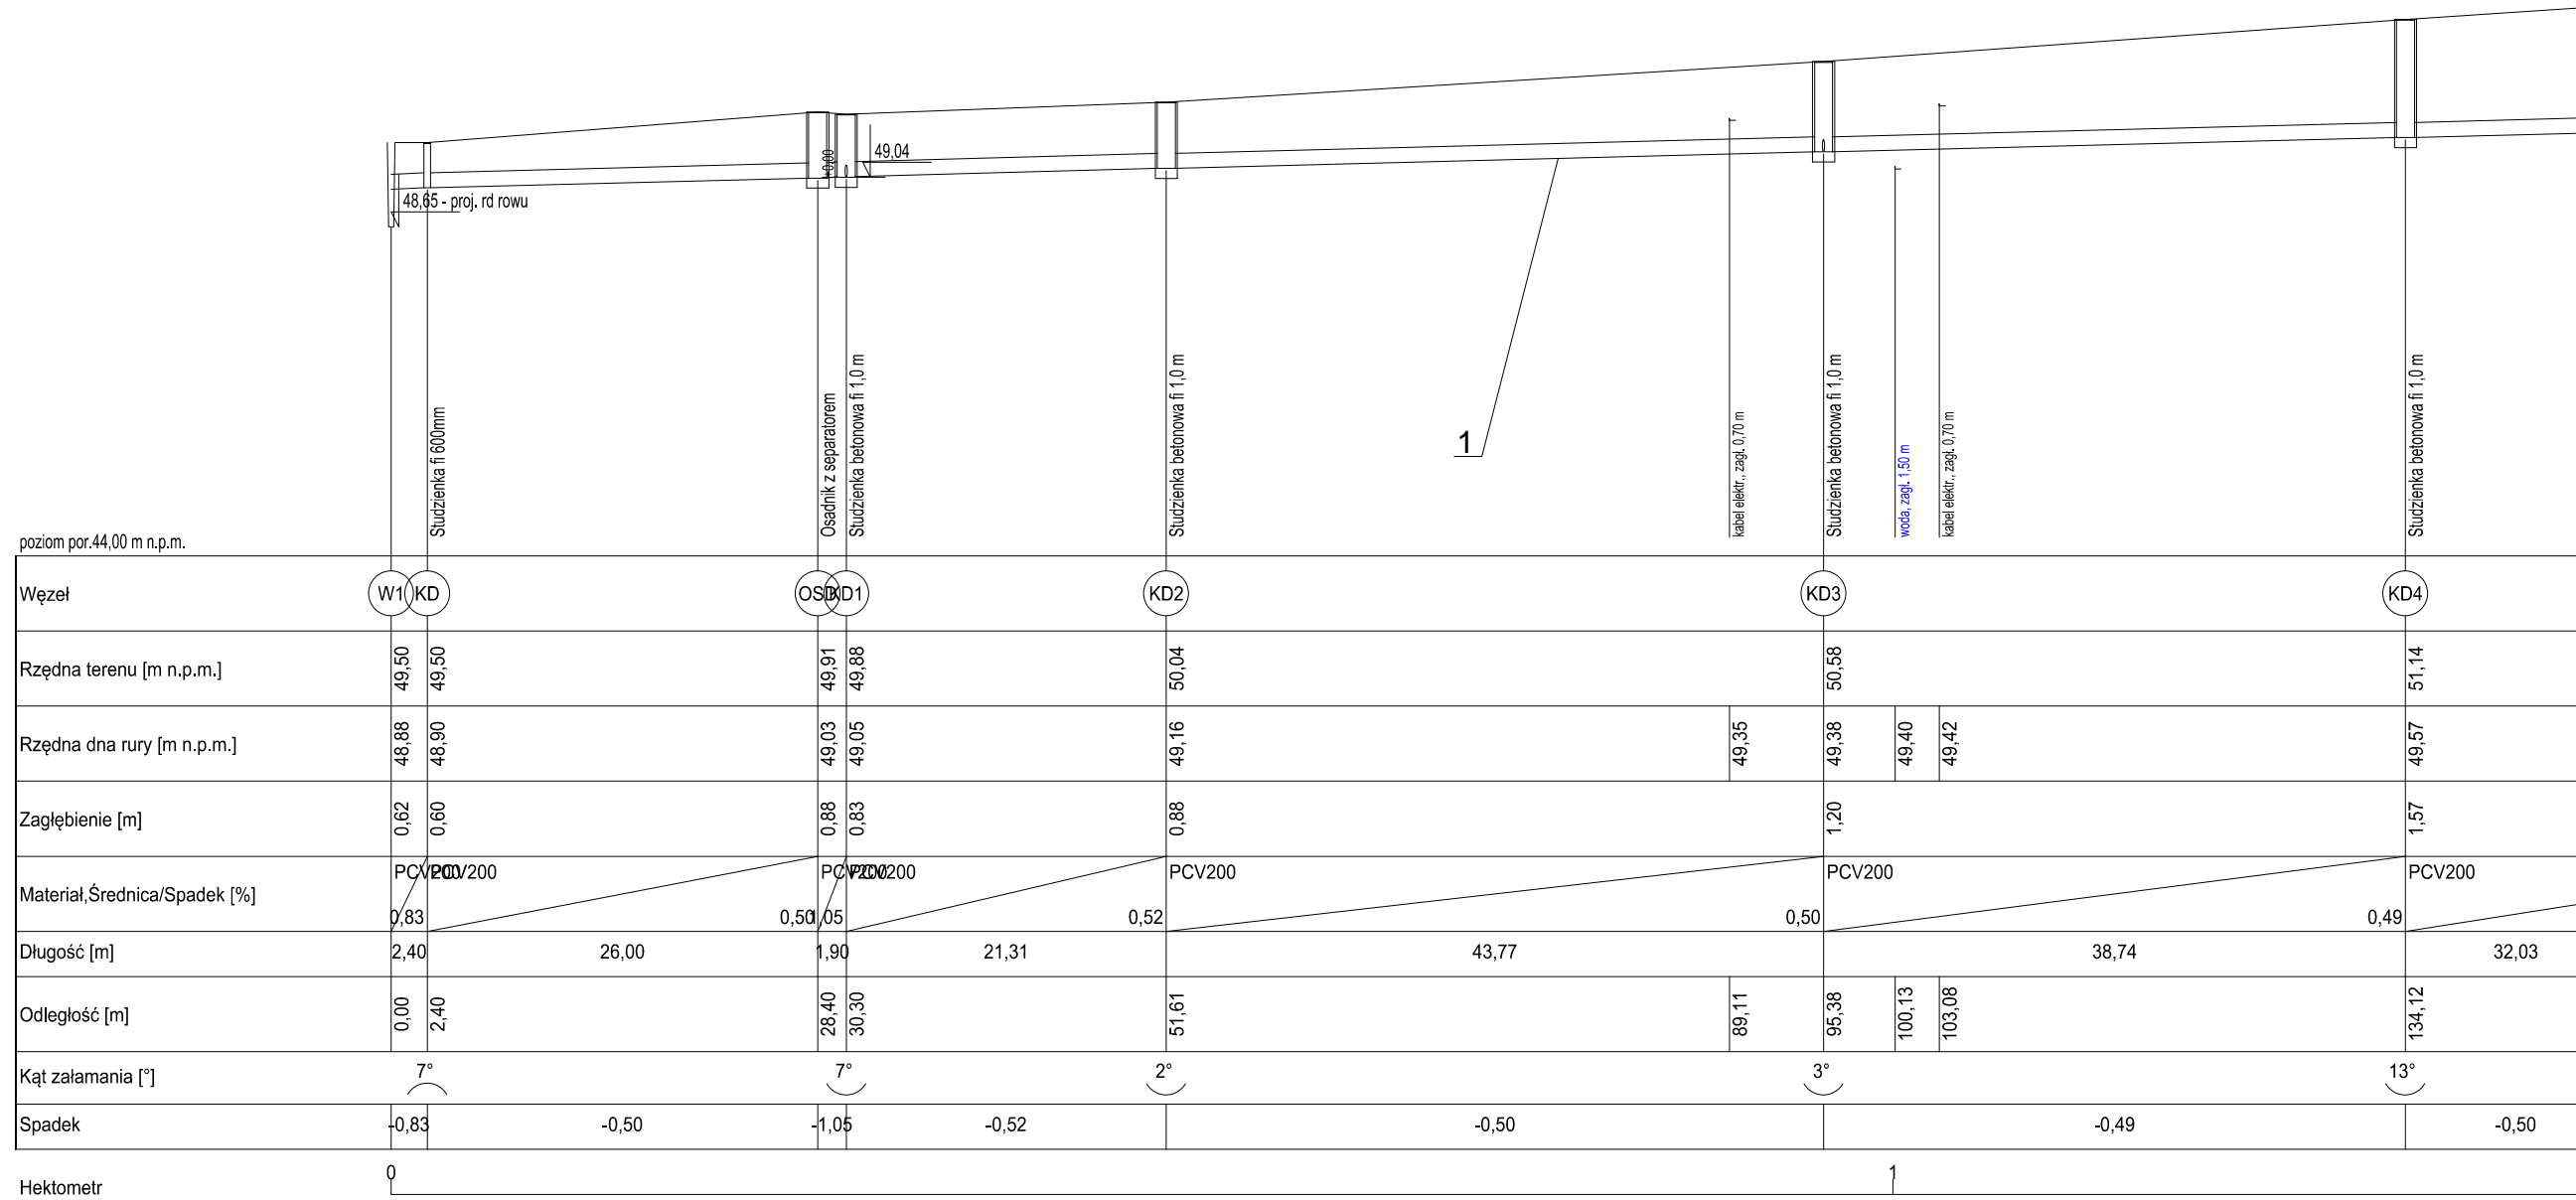 49,04
±0,00
48,65 - proj. rd rowu
Studzienka fi 600mm
Osadnik z separatorem
Studzienka betonowa fi 1,0 m
Studzienka betonowa fi 1,0 m
1
kabel elektr., zagł. 0,70 m
Studzienka betonowa fi 1,0 m
woda, zagł. 1,50 m
kabel elektr., zagł. 0,70 m
Studzienka betonowa fi 1,0 m
poziom por.44,00 m n.p.m.
Węzeł W1 KD OSD KD1 KD2 KD3 KD4
Rzędna terenu [m n.p.m.] 49,50 49,50 49,91 49,88 50,04 50,58 51,14
Rzędna dna rury [m n.p.m.] 48,88 48,90 49,03 49,05 49,16 49,35 49,38 49,40 49,42 49,57
Zagłębienie [m] 0,62 0,60 0,88 0,83 0,88 1,20 1,57
PCV200 PCV200 PCV200 PCV200 PCV200 PCV200 PCV200
Materiał,Średnica/Spadek [%]
0,83 0,50 1,05 0,52 0,50 0,49
Długość [m] 2,40 26,00 1,90 21,31 43,77 38,74 32,03
Odległość [m] 0,00 2,40 28,40 30,30 51,61 89,11 95,38 100,13 103,08 134,12
Kąt załamania [°] 7° 7° 2° 3° 13°
Spadek -0,83 -0,50 -1,05 -0,52 -0,50 -0,49 -0,50
0 1
Hektometr